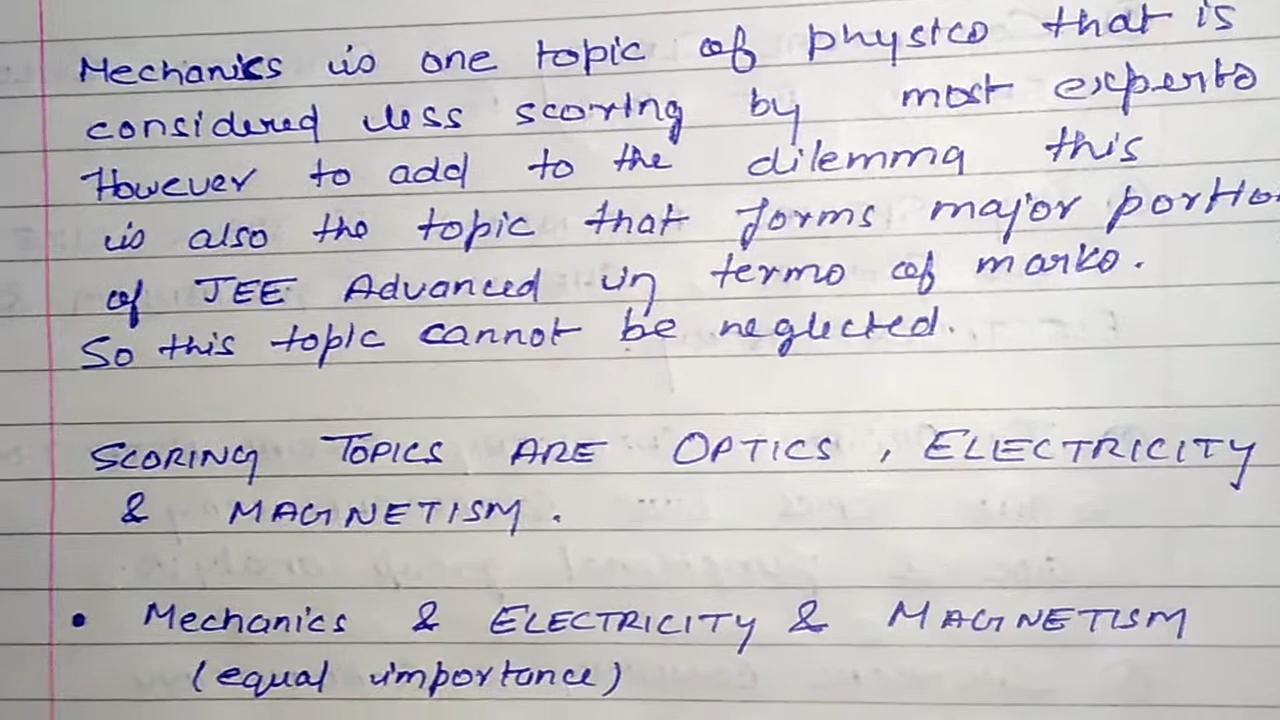 Mechanics is one topic of physics that is
considered less scoring by most experts
However to add to the dilemma this
is also the topic that forms major portio
of JEE Advanced in terms of marks.
So this topic cannot be neglected.
SCORING TOPICS ARE OPTICS, ELECTRICITY
& MAGNETISM.
• Mechanics & ELECTRICITY & MAGNETISM
(equal importance)